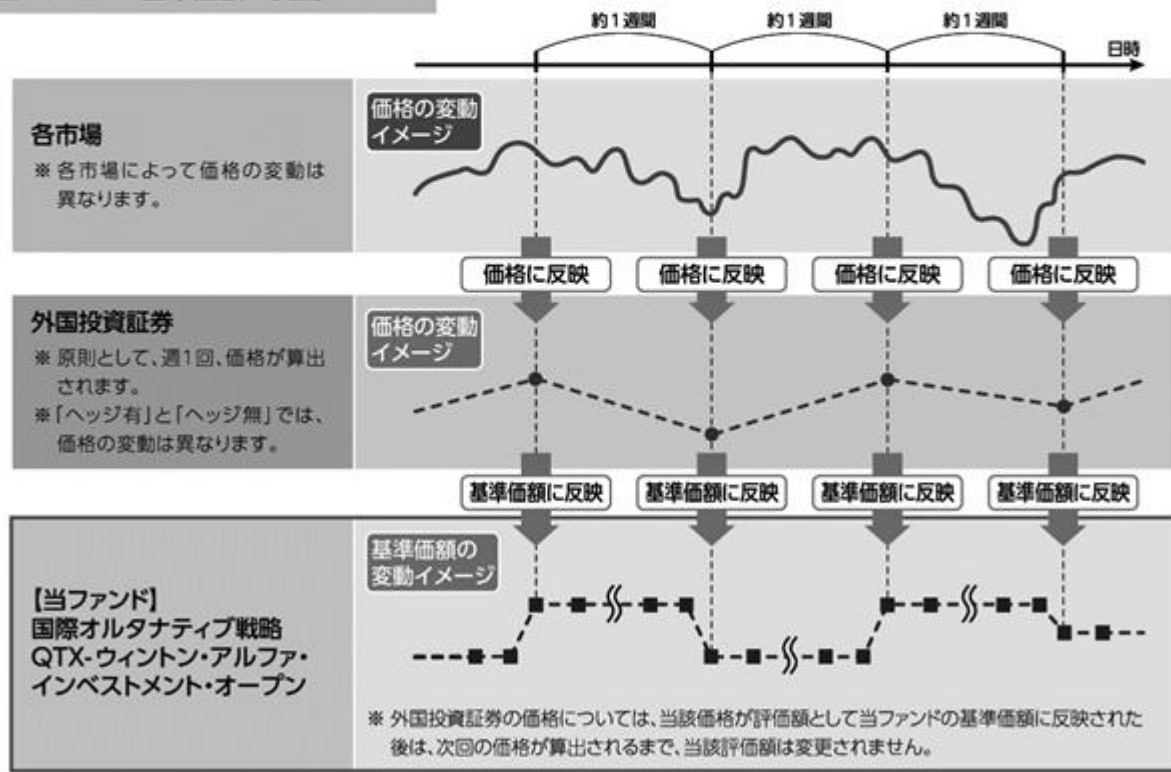 約1週間
約1週間
約1週間
日時
各市場
※ 各市場によって価格の変動は
異なります。
価格の変動
イメージ
価格に反映
価格に反映
価格に反映
価格に反映
外国投資証券
※ 原則として、週1回、価格が算出
されます。
※「ヘッジ有」と「ヘッジ無」では、
価格の変動は異なります。
価格の変動
イメージ
基準価額に反映
基準価額に反映
基準価額に反映
基準価額に反映
【当ファンド】
国際オルタナティブ戦略
QTX-ウィントン・アルファ・
インベストメント・オープン
基準価額の
変動イメージ
※ 外国投資証券の価格については、当該価格が評価額として当ファンドの基準価額に反映された
後は、次回の価格が算出されるまで、当該評価額は変更されません。